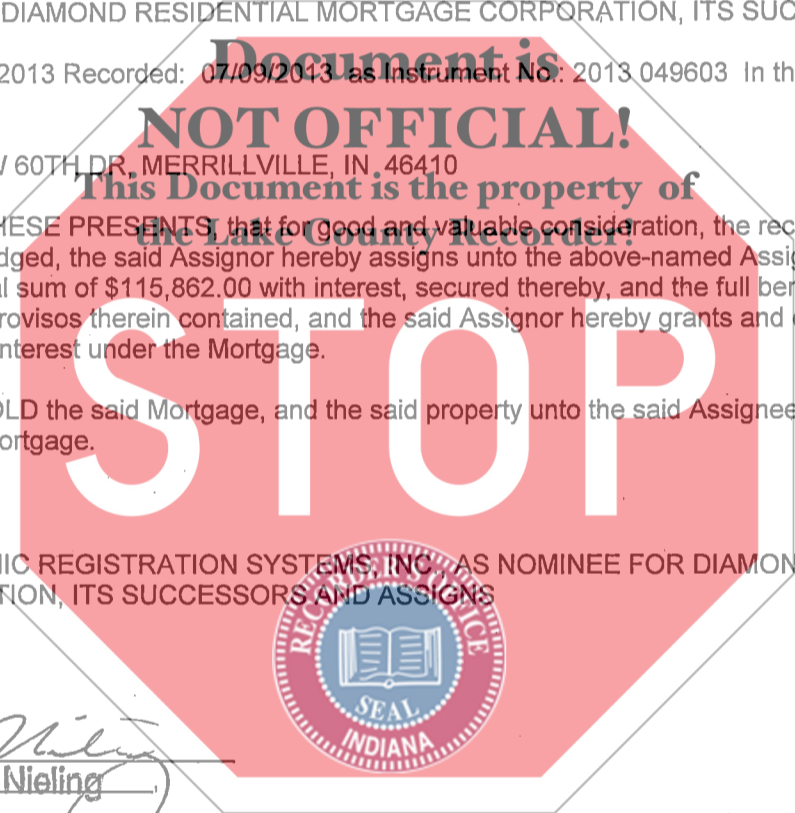 DIAMOND RESIDENTIAL MORTGAGE CORPORATION, ITS SUC
Document is
2013 Recorded: 07/09/2013 as Instrument No.: 2013 049603 In th
NOT OFFICIAL!
60TH DR, MERRILLVILLE, IN 46410
This Document is the property of
HESE PRESENTS, that for good and valuable consideration, the rec
the Lake County Recorder!
dged, the said Assignor hereby assigns unto the above-named Assig
l sum of $115,862.00 with interest, secured thereby, and the full ben
rovisos therein contained, and the said Assignor hereby grants and
nterest under the Mortgage.
STOP
OLD the said Mortgage, and the said property unto the said Assignee
ortgage.
NIC REGISTRATION SYSTEMS, INC., AS NOMINEE FOR DIAMON
TION, ITS SUCCESSORS AND ASSIGNS
RECORDER'S OFFICE
SEAL
INDIANA
Nieling